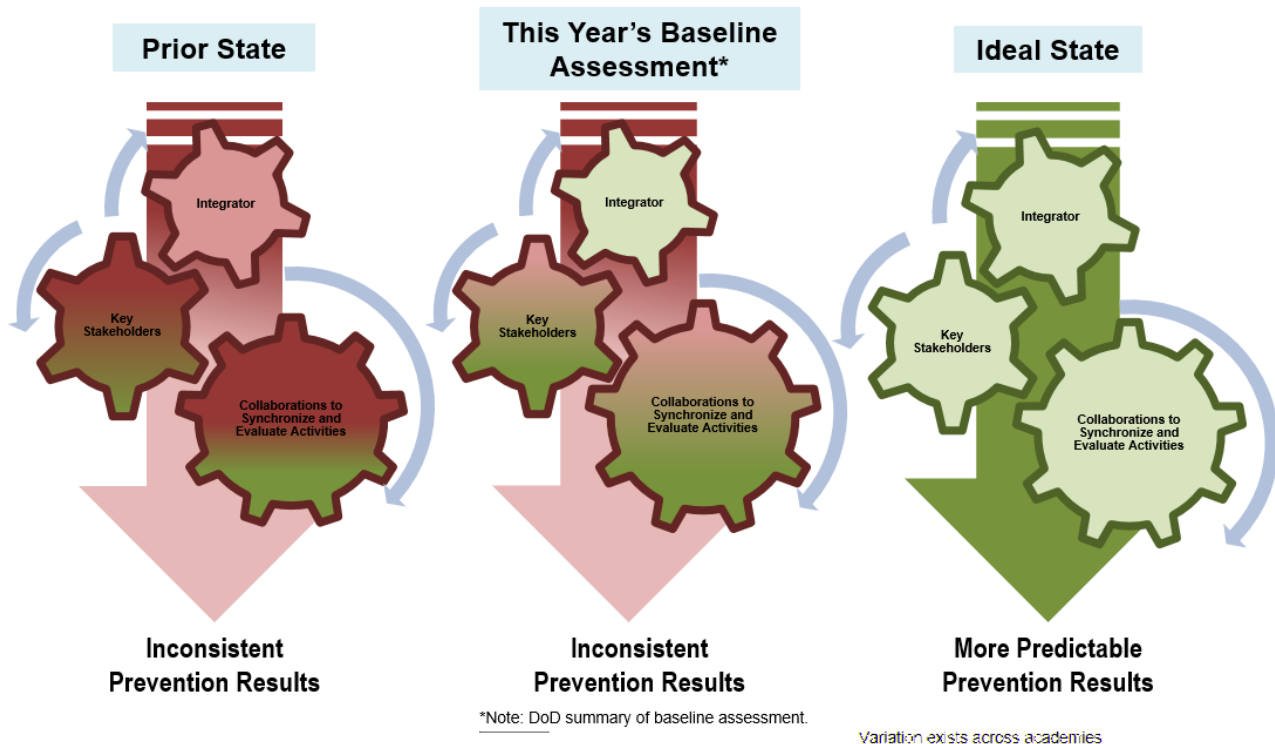 Prior State
Integrator
Key
Stakeholders
Collaborations to
Synchronize and
Evaluate Activities
Inconsistent
Prevention Results
This Year’s Baseline
Assessment*
Integrator
Key
Stakeholders
Collaborations to
Synchronize and
Evaluate Activities
Inconsistent
Prevention Results
*Note: DoD summary of baseline assessment.
Ideal State
Integrator
Key
Stakeholders
Collaborations to
Synchronize and
Evaluate Activities
More Predictable
Prevention Results
Variation exists across academies